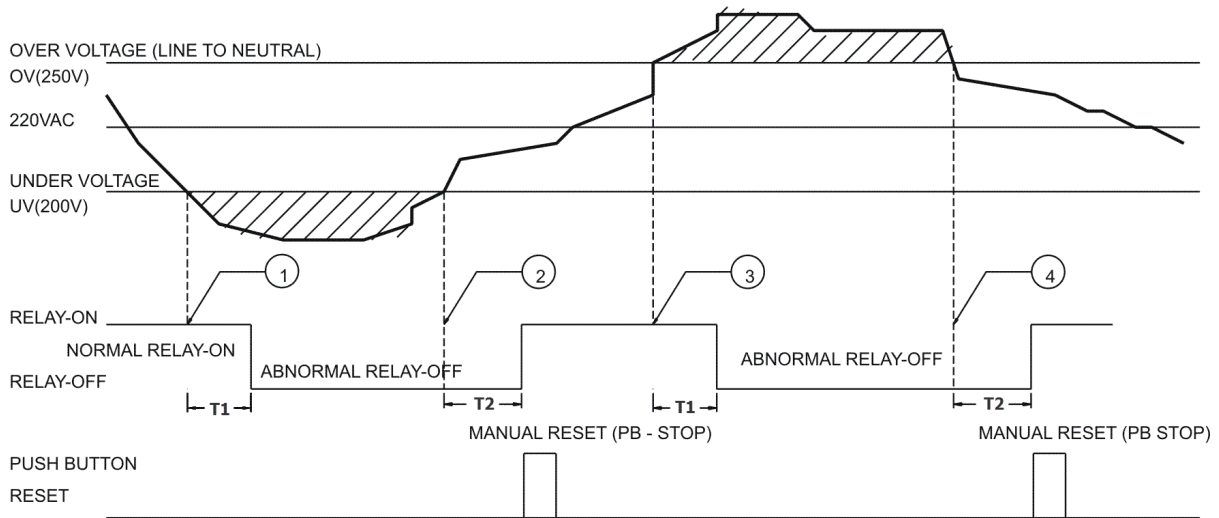 OVER VOLTAGE (LINE TO NEUTRAL)
OV(250V)
220VAC
UNDER VOLTAGE
UV(200V)
1
2
3
4
RELAY-ON
NORMAL RELAY-ON
ABNORMAL RELAY-OFF
ABNORMAL RELAY-OFF
RELAY-OFF
T1
T2
T1
T2
MANUAL RESET (PB - STOP)
MANUAL RESET (PB STOP)
PUSH BUTTON
RESET